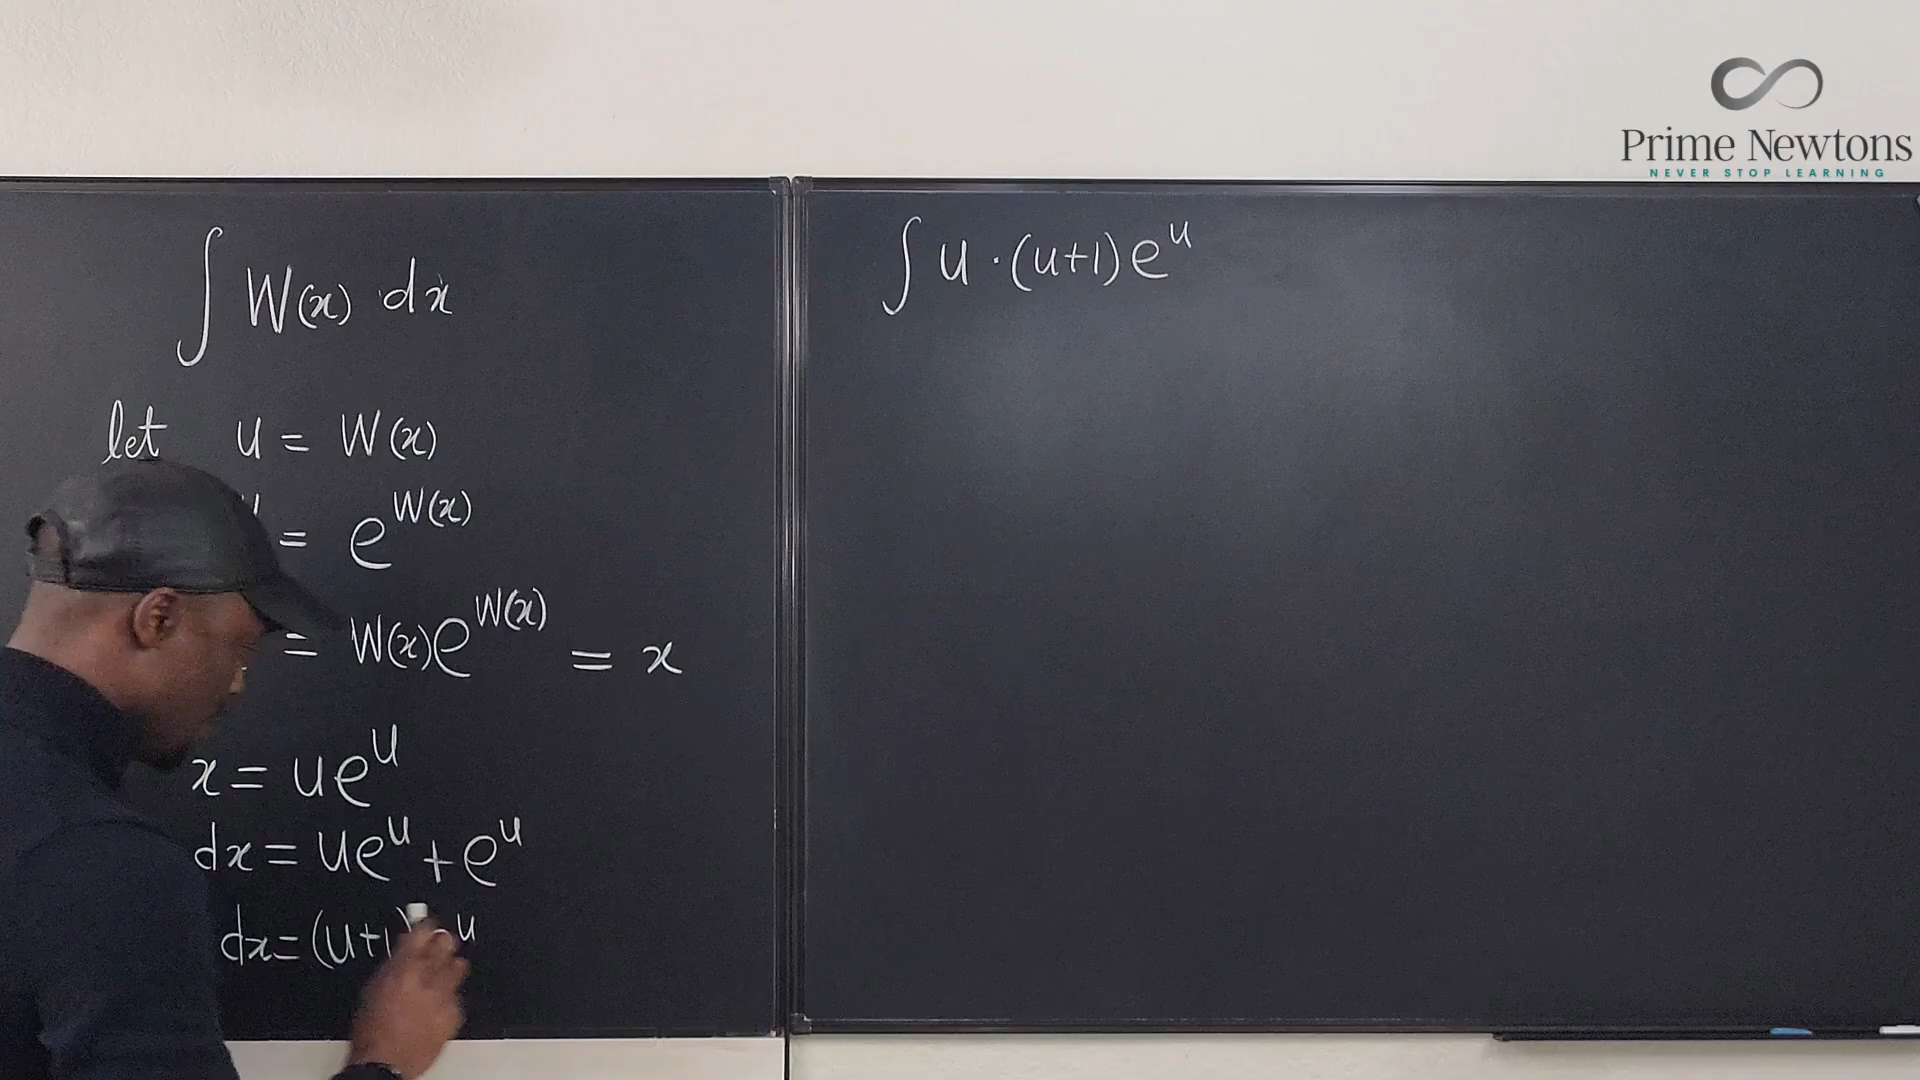 Prime Newtons
NEVER STOP LEARNING
∫ W(x) dx
let u = W(x)
= e^{W(x)}
= W(x)e^{W(x)} = x
x = ue^u
dx = ue^u + e^u
dx = (u+1) e^u
∫ u · (u+1) e^u